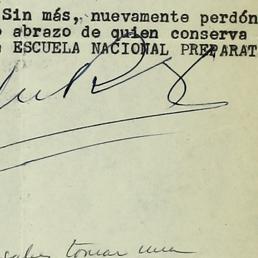 Sin más, nuevamente perdón
abrazo de quien conserva
ESCUELA NACIONAL PREPARAT
tomar una